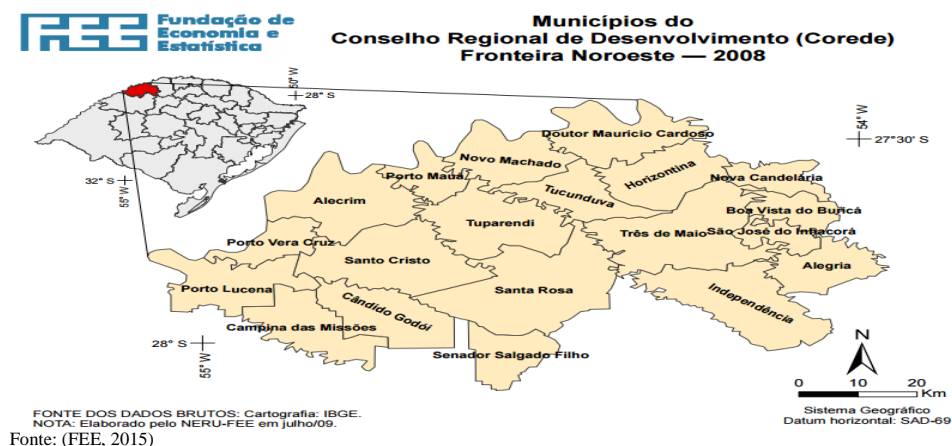 FEE Fundação de
Economia e
Estatística
Municípios do
Conselho Regional de Desenvolvimento (Corede)
Fronteira Noroeste — 2008
50° W
28° S
32° S
55° W
54° W
27°30' S
Doutor Maurício Cardoso
Novo Machado
Horizontina
Porto Mauá
Nova Candelária
Tucunduva
Alecrim
Boa Vista do Buricá
Tuparendi
Três de Maio
São José do Inhacorá
Porto Vera Cruz
Santo Cristo
Alegria
Porto Lucena
Santa Rosa
Independência
Cândido Godói
Campina das Missões
28° S
55° W
Senador Salgado Filho
N
0 10 20
Km
Sistema Geográfico
Datum horizontal: SAD-69
FONTE DOS DADOS BRUTOS: Cartografia: IBGE.
NOTA: Elaborado pelo NERU-FEE em julho/09.
Fonte: (FEE, 2015)